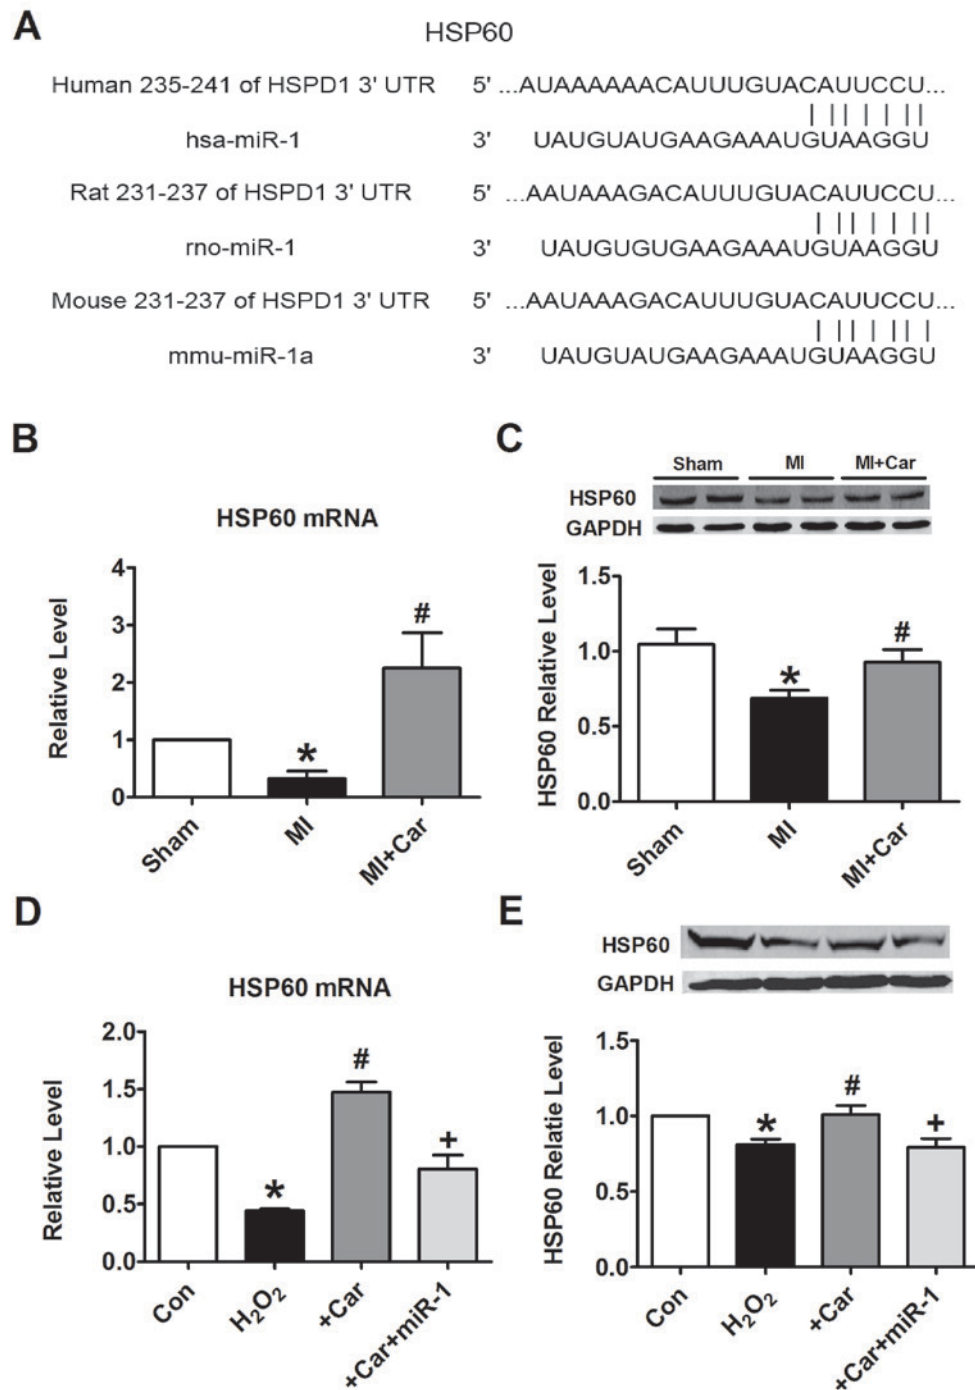 A
HSP60
Human 235-241 of HSPD1 3' UTR 5' ...AUAAAAAACAUUUGUACAUUCCU...
hsa-miR-1 3' UAUGUAUGAAGAAAUGUAAGGU
Rat 231-237 of HSPD1 3' UTR 5' ...AAUAAAGACAUUUGUACAUUCCU...
rno-miR-1 3' UAUGUGUGAAGAAAUGUAAGGU
Mouse 231-237 of HSPD1 3' UTR 5' ...AAUAAAGACAUUUGUACAUUCCU...
mmu-miR-1a 3' UAUGUAUGAAGAAAUGUAAGGU
B
HSP60 mRNA
Relative Level
4
3
2
1
0
*
#
Sham
MI
MI+Car
C
Sham MI MI+Car
HSP60
GAPDH
HSP60 Relative Level
1.5
1.0
0.5
0.0
*
#
Sham
MI
MI+Car
D
HSP60 mRNA
Relative Level
2.0
1.5
1.0
0.5
0.0
*
#
+
Con
H₂O₂
+Car
+Car+miR-1
E
HSP60
GAPDH
HSP60 Relatie Level
1.5
1.0
0.5
0.0
*
#
+
Con
H₂O₂
+Car
+Car+miR-1